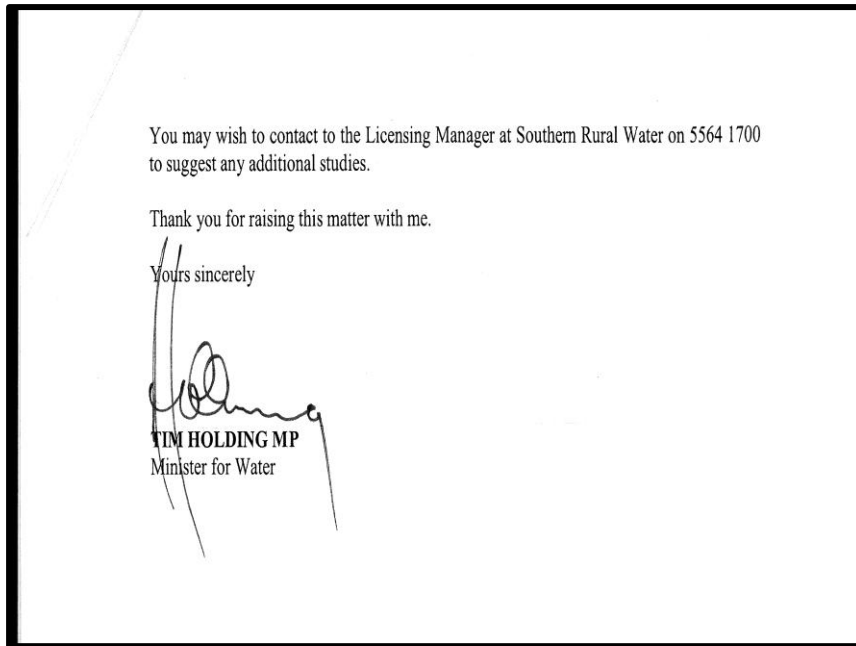 You may wish to contact to the Licensing Manager at Southern Rural Water on 5564 1700
to suggest any additional studies.
Thank you for raising this matter with me.
Yours sincerely
TIM HOLDING MP
Minister for Water